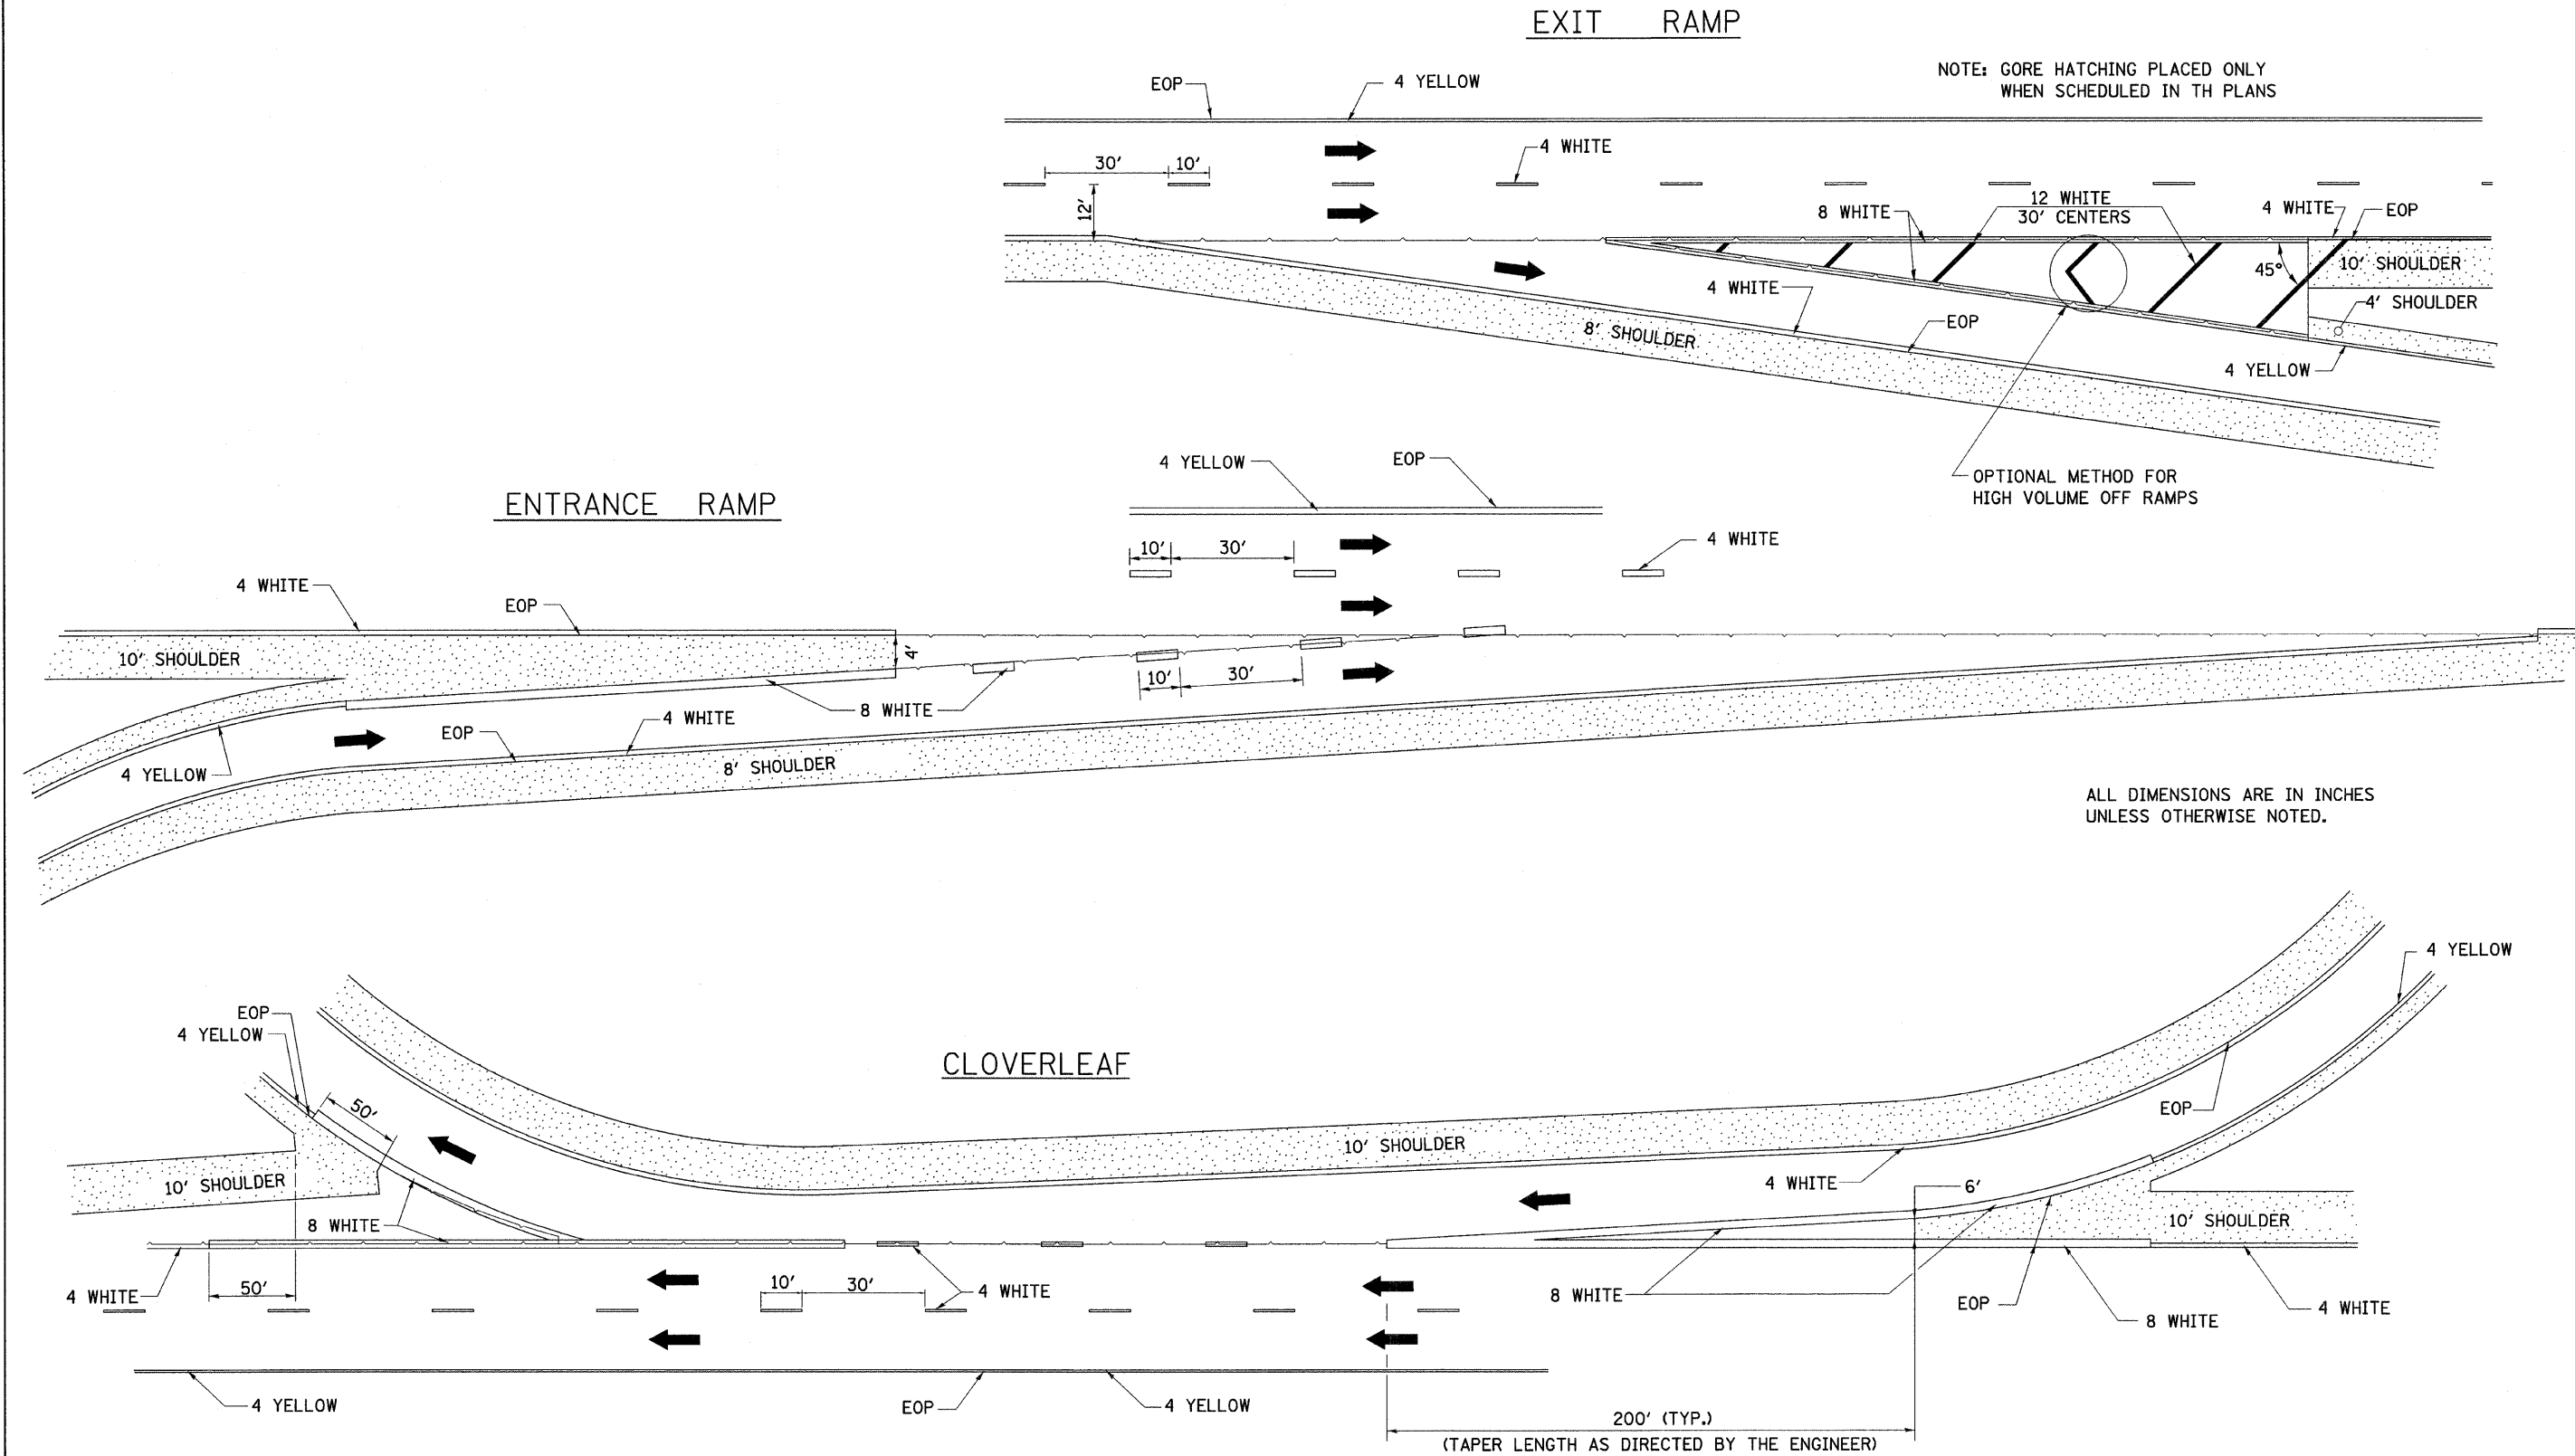 EXIT RAMP
NOTE: GORE HATCHING PLACED ONLY
WHEN SCHEDULED IN TH PLANS
EOP
4 YELLOW
4 WHITE
30'
10'
12'
8 WHITE
12 WHITE
30' CENTERS
4 WHITE
EOP
45°
10' SHOULDER
4' SHOULDER
4 WHITE
EOP
8' SHOULDER
4 YELLOW
OPTIONAL METHOD FOR
HIGH VOLUME OFF RAMPS
ENTRANCE RAMP
4 YELLOW
EOP
10'
30'
4 WHITE
4 WHITE
EOP
10' SHOULDER
4'
10'
30'
8 WHITE
4 WHITE
EOP
4 YELLOW
8' SHOULDER
ALL DIMENSIONS ARE IN INCHES
UNLESS OTHERWISE NOTED.
CLOVERLEAF
4 YELLOW
EOP
4 YELLOW
50'
EOP
10' SHOULDER
10' SHOULDER
4 WHITE
6'
10' SHOULDER
8 WHITE
4 WHITE
50'
10'
30'
4 WHITE
8 WHITE
EOP
8 WHITE
4 WHITE
4 YELLOW
EOP
4 YELLOW
200' (TYP.)
(TAPER LENGTH AS DIRECTED BY THE ENGINEER)